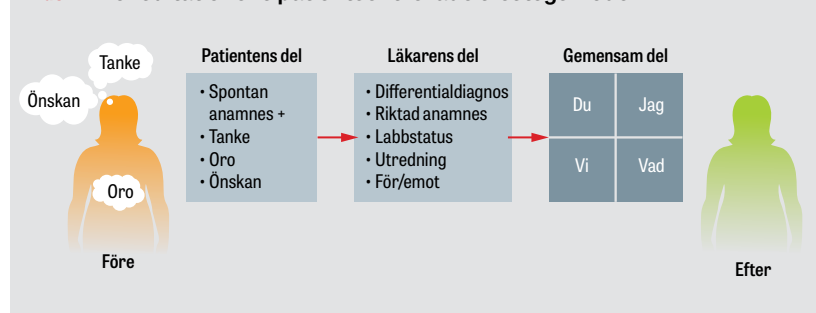 Tanke
Önskan
Oro
Före
Patientens del
• Spontan
anamnes +
• Tanke
• Oro
• Önskan
Läkarens del
• Differentialdiagnos
• Riktad anamnes
• Labbstatus
• Utredning
• För/emot
Gemensam del
Du Jag
Vi Vad
Efter